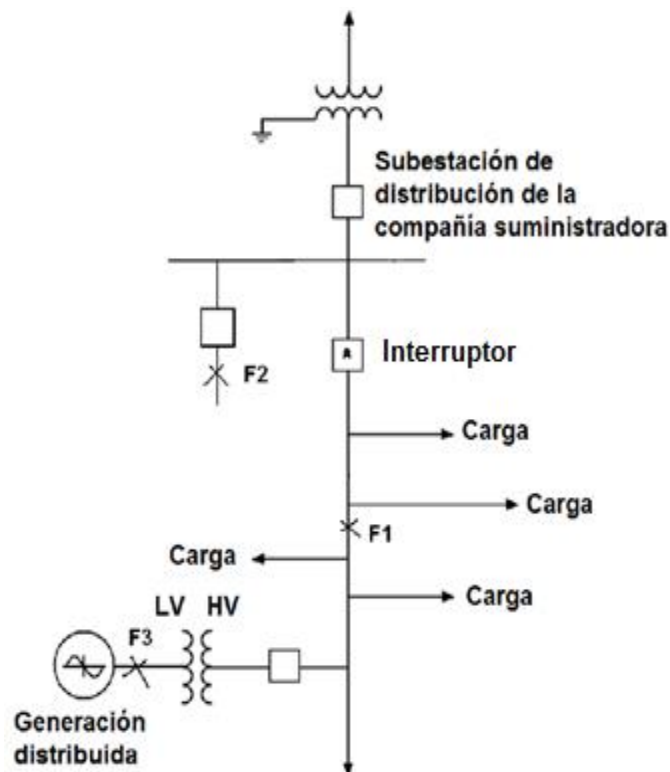 Subestación de
distribución de la
compañía suministradora
A
Interruptor
F2
Carga
Carga
F1
Carga
Carga
LV
HV
F3
Generación
distribuida